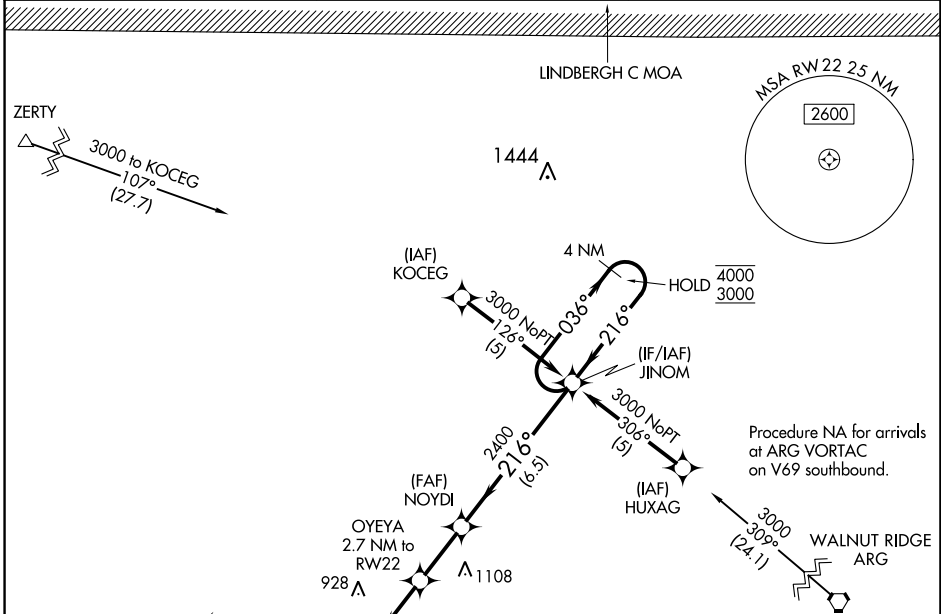 LINDBERGH C MOA
MSA RW22 25 NM
2600
ZERTY
3000 to KOCEG
107°
(27.7)
1444
(IAF)
KOCEG
3000 NoPT
126°
(5)
4 NM
HOLD
4000
3000
036°
216°
(IF/IAF)
JINOM
3000 NoPT
306°
(5)
(IAF)
HUXAG
Procedure NA for arrivals
at ARG VORTAC
on V69 southbound.
2400
216°
(6.5)
(FAF)
NOYDI
OYEYA
2.7 NM to
RW22
928
1108
3000
309°
(24.1)
WALNUT RIDGE
ARG